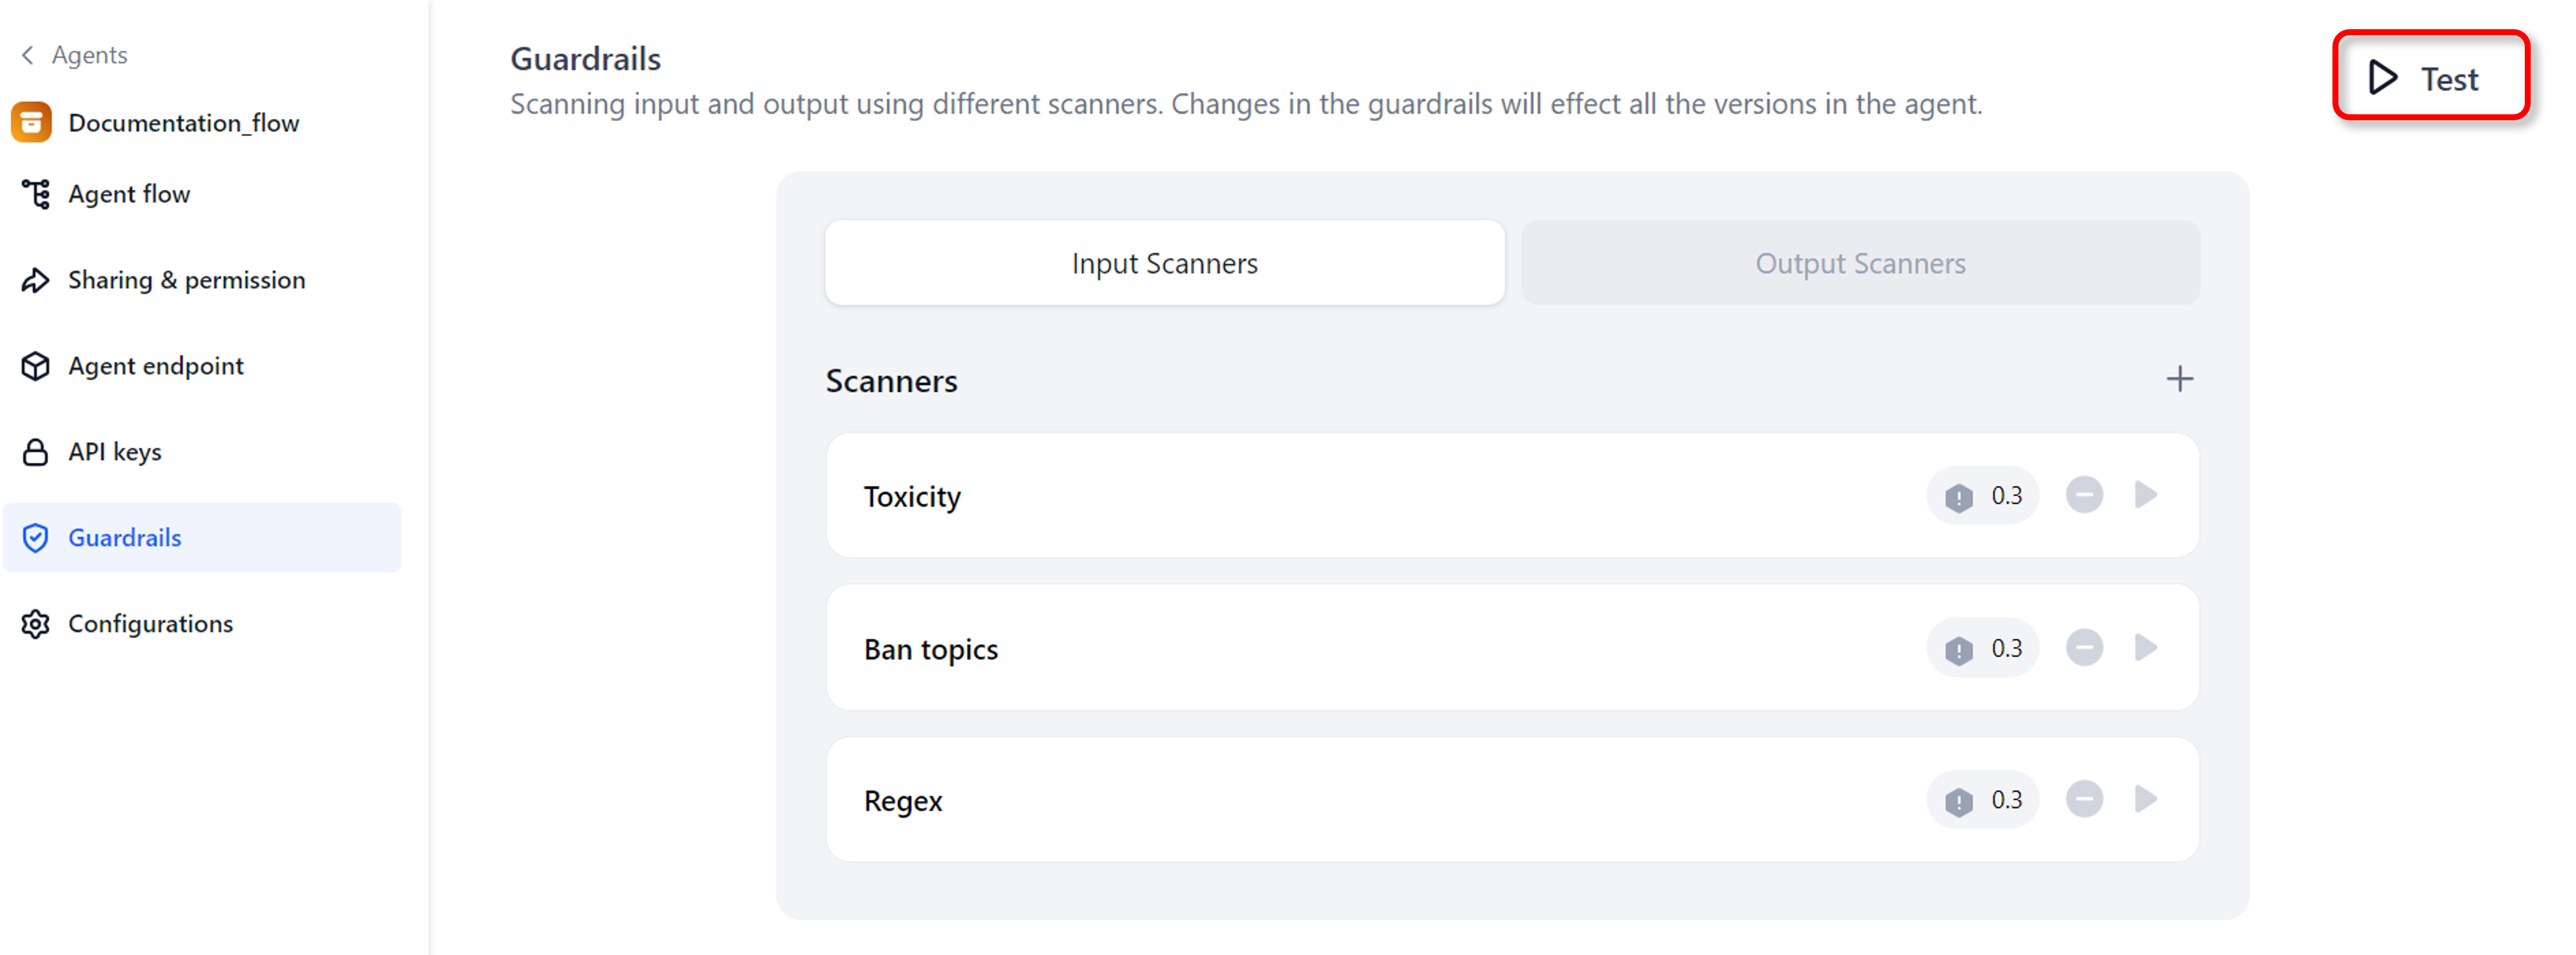 Agents
Documentation_flow
Agent flow
Sharing & permission
Agent endpoint
API keys
Guardrails
Configurations
Guardrails
Scanning input and output using different scanners. Changes in the guardrails will effect all the versions in the agent.
Test
Input Scanners
Output Scanners
Scanners
Toxicity 0.3
Ban topics 0.3
Regex 0.3